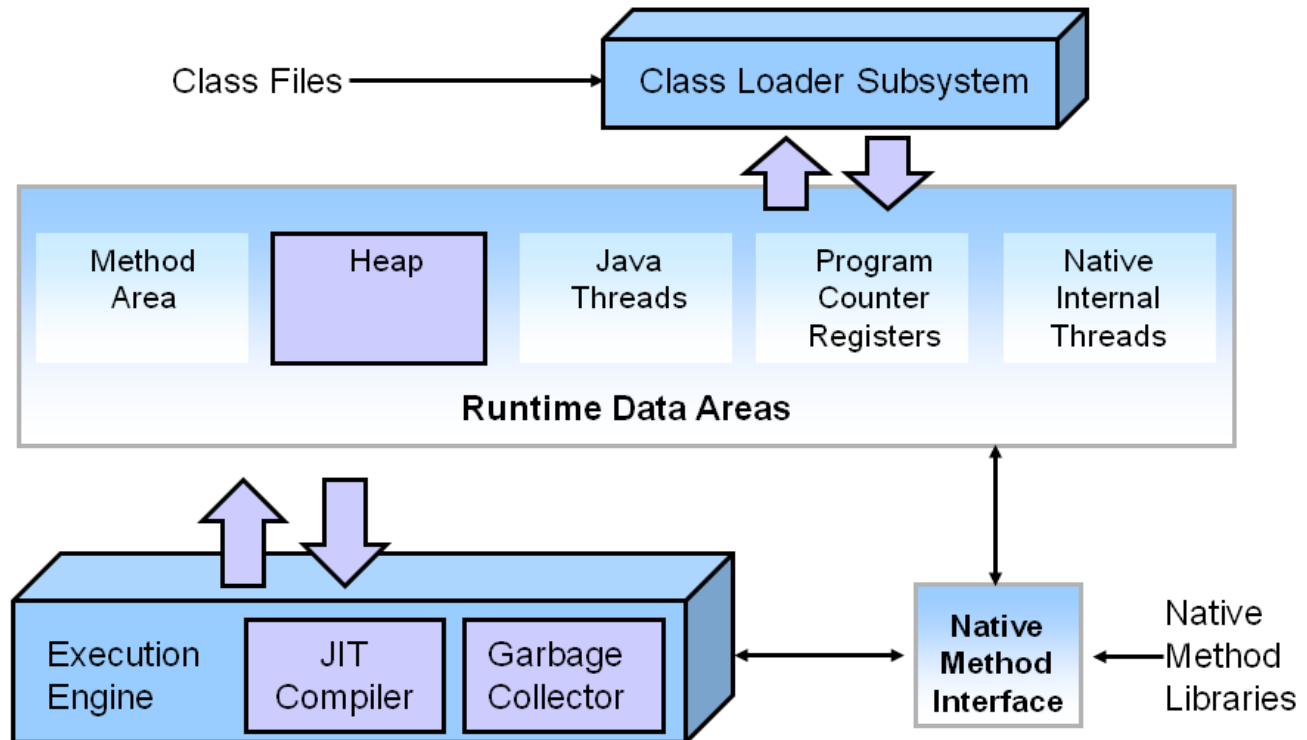 Class Files
Class Loader Subsystem
Method
Area
Heap
Java
Threads
Program
Counter
Registers
Native
Internal
Threads
Runtime Data Areas
Execution
Engine
JIT
Compiler
Garbage
Collector
Native
Method
Interface
Native
Method
Libraries